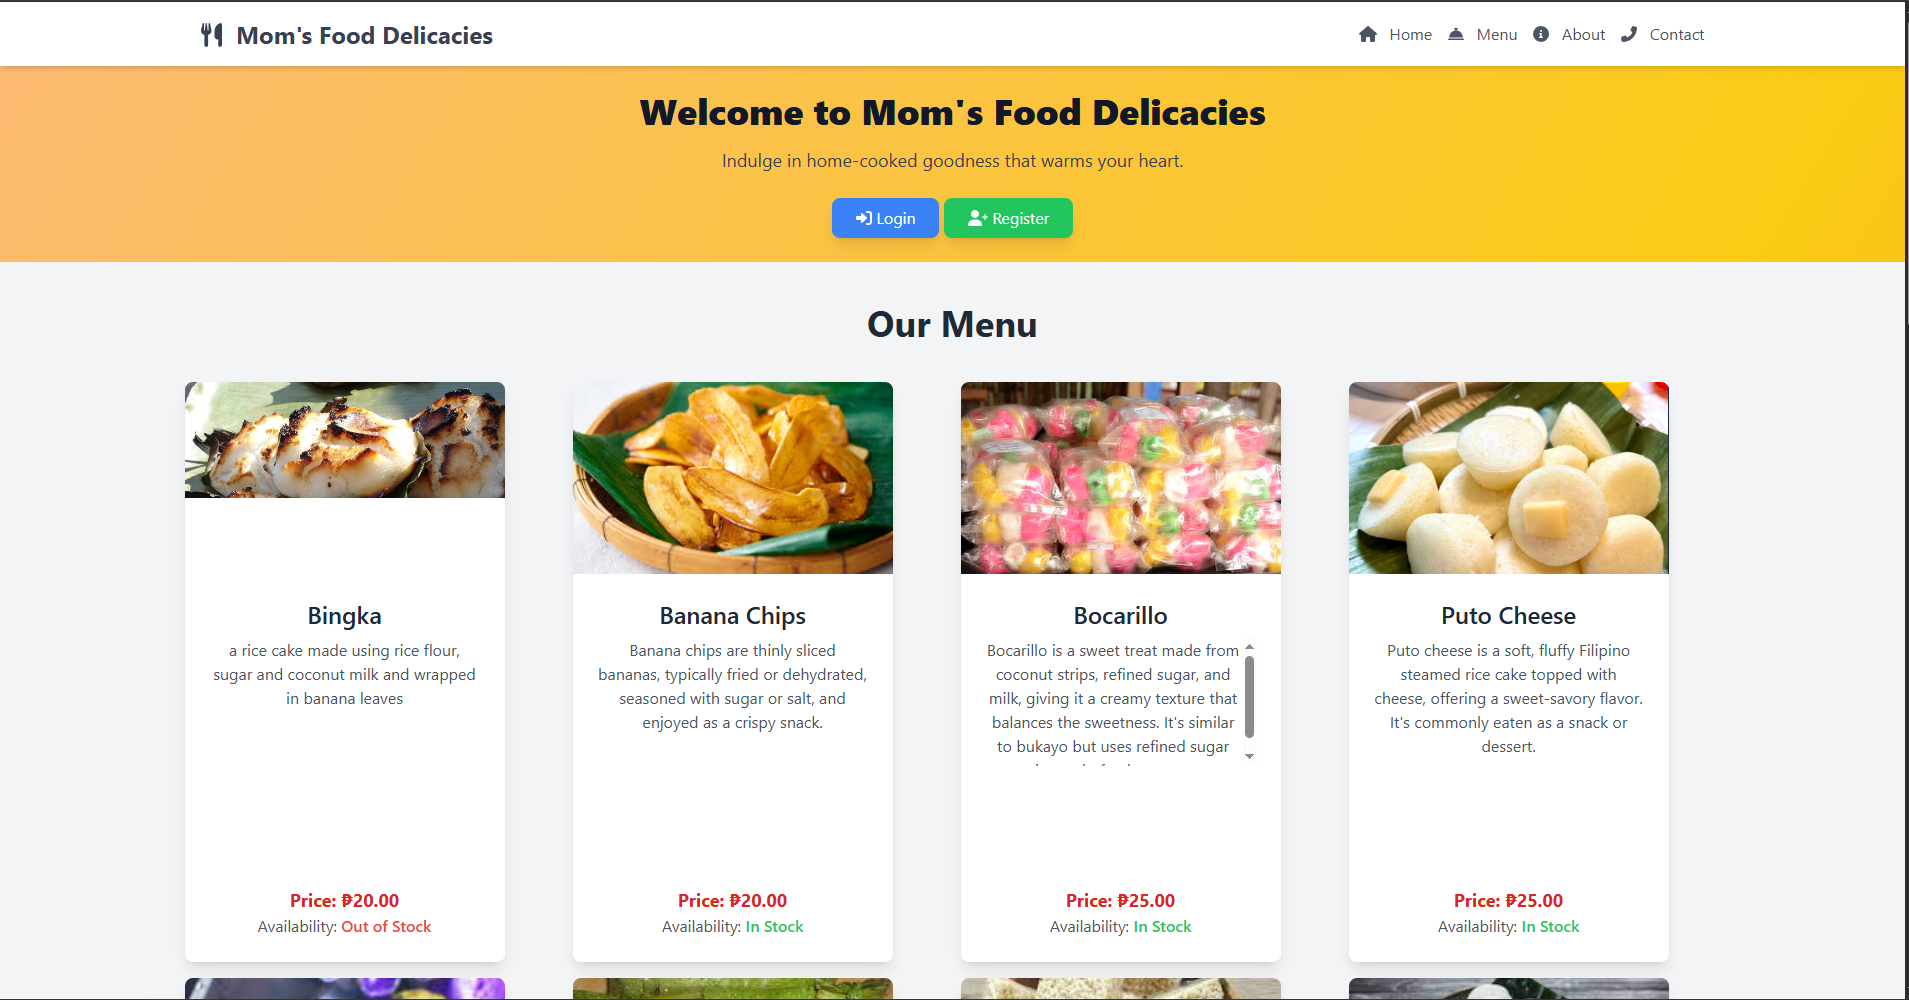 Mom's Food Delicacies
Home
Menu
About
Contact
Welcome to Mom's Food Delicacies
Indulge in home-cooked goodness that warms your heart.
Login
Register
Our Menu
Bingka
a rice cake made using rice flour,
sugar and coconut milk and wrapped
in banana leaves
Price: ₱20.00
Availability: Out of Stock
Banana Chips
Banana chips are thinly sliced
bananas, typically fried or dehydrated,
seasoned with sugar or salt, and
enjoyed as a crispy snack.
Price: ₱20.00
Availability: In Stock
Bocarillo
Bocarillo is a sweet treat made from
coconut strips, refined sugar, and
milk, giving it a creamy texture that
balances the sweetness. It's similar
to bukayo but uses refined sugar
Price: ₱25.00
Availability: In Stock
Puto Cheese
Puto cheese is a soft, fluffy Filipino
steamed rice cake topped with
cheese, offering a sweet-savory flavor.
It's commonly eaten as a snack or
dessert.
Price: ₱25.00
Availability: In Stock